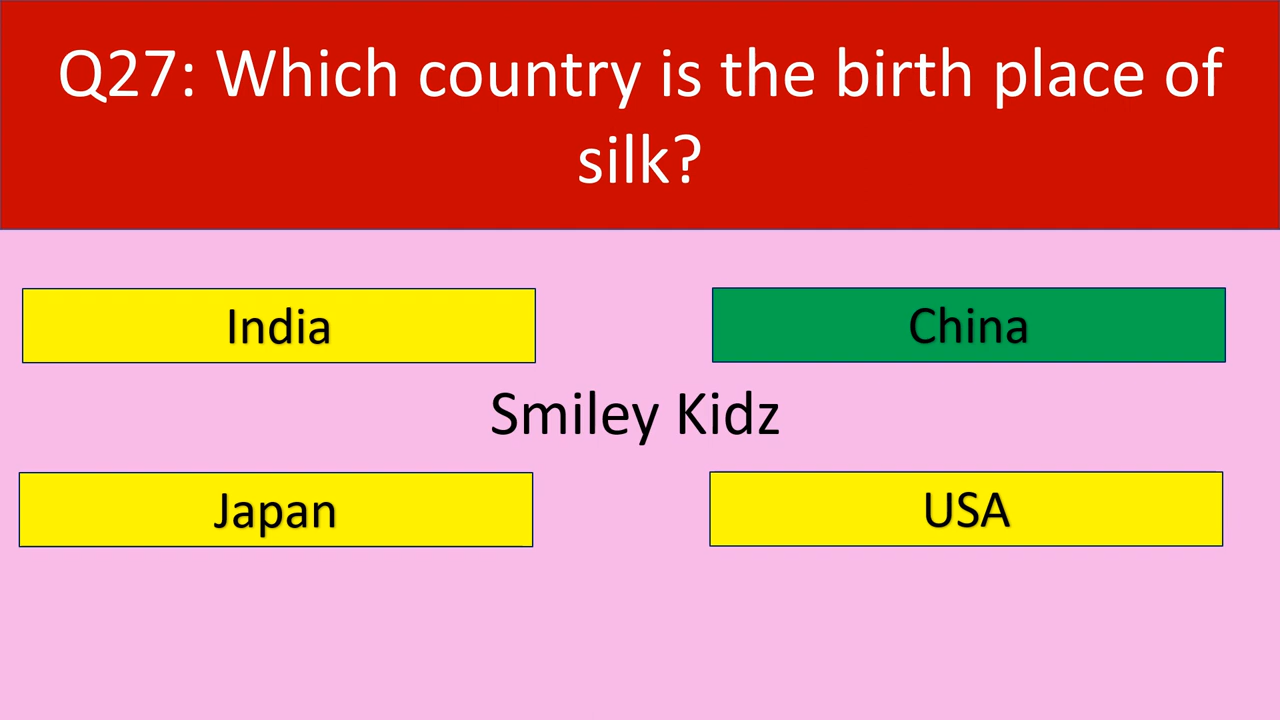 Q27: Which country is the birth place of
silk?
India
China
Smiley Kidz
Japan
USA